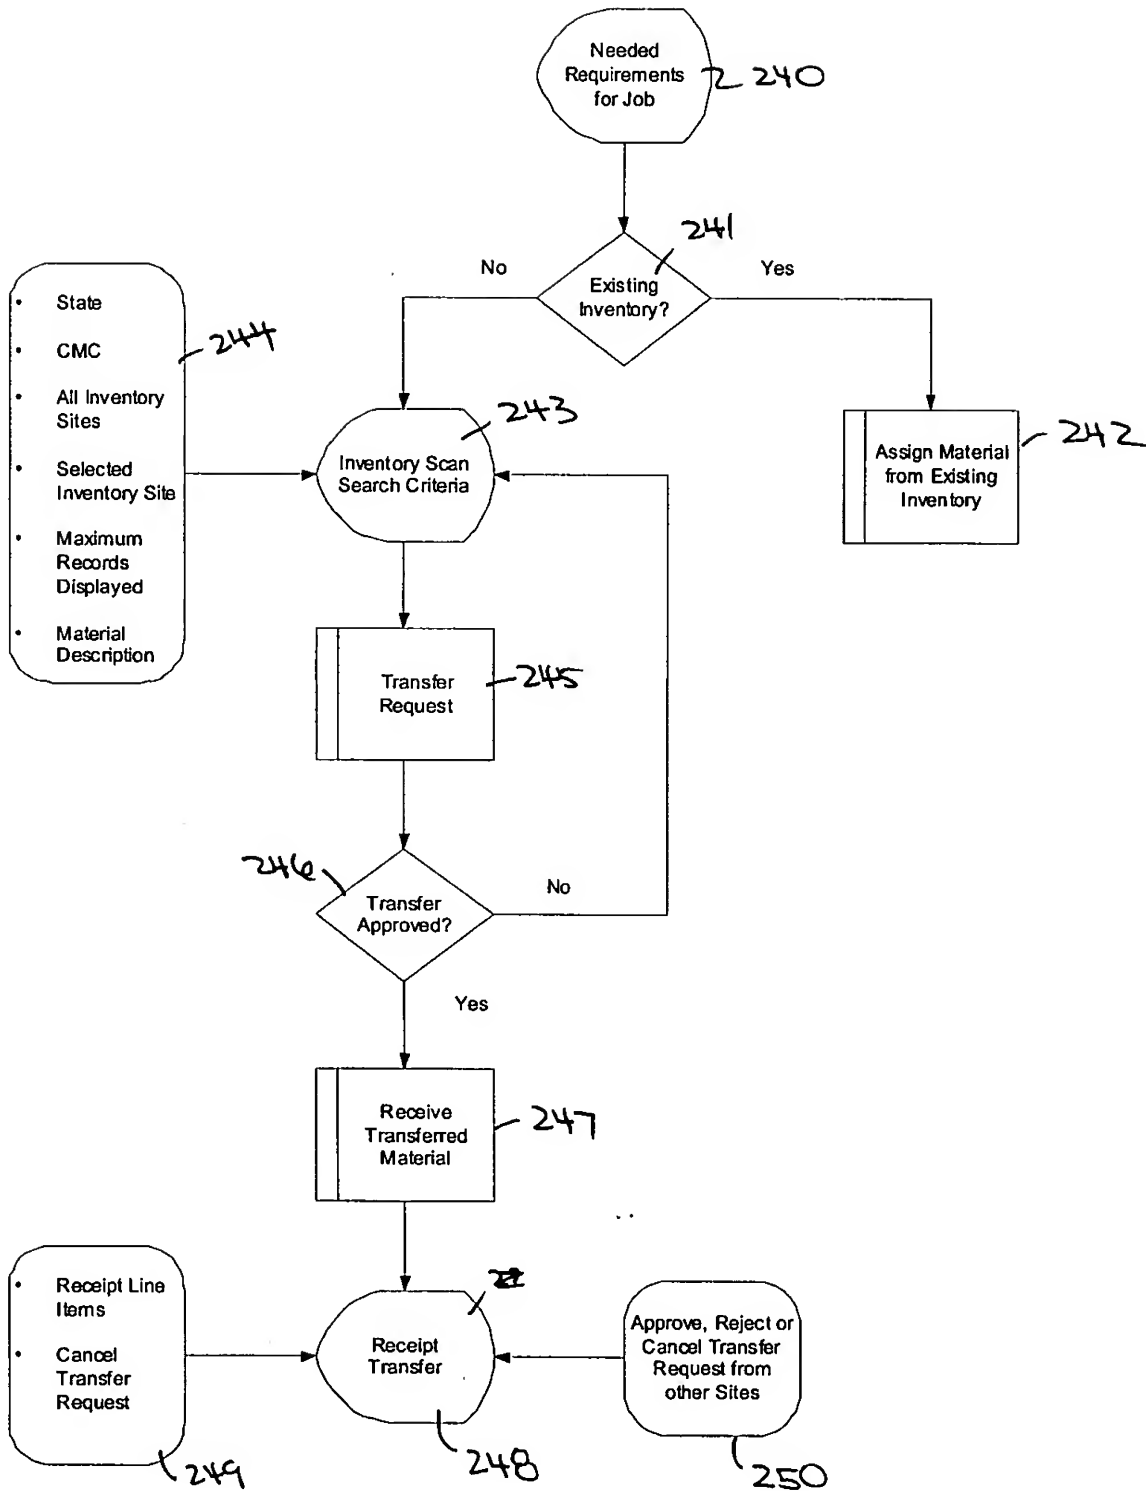 Needed
Requirements
for Job
240
241
No
Yes
Existing
Inventory?
• State
• CMC
• All Inventory
Sites
• Selected
Inventory Site
• Maximum
Records
Displayed
• Material
Description
244
243
Inventory Scan
Search Criteria
Assign Material
from Existing
Inventory
242
Transfer
Request
245
246
Transfer
Approved?
No
Yes
Receive
Transferred
Material
247
• Receipt Line
Items
• Cancel
Transfer
Request
249
Receipt
Transfer
248
Approve, Reject or
Cancel Transfer
Request from
other Sites
250